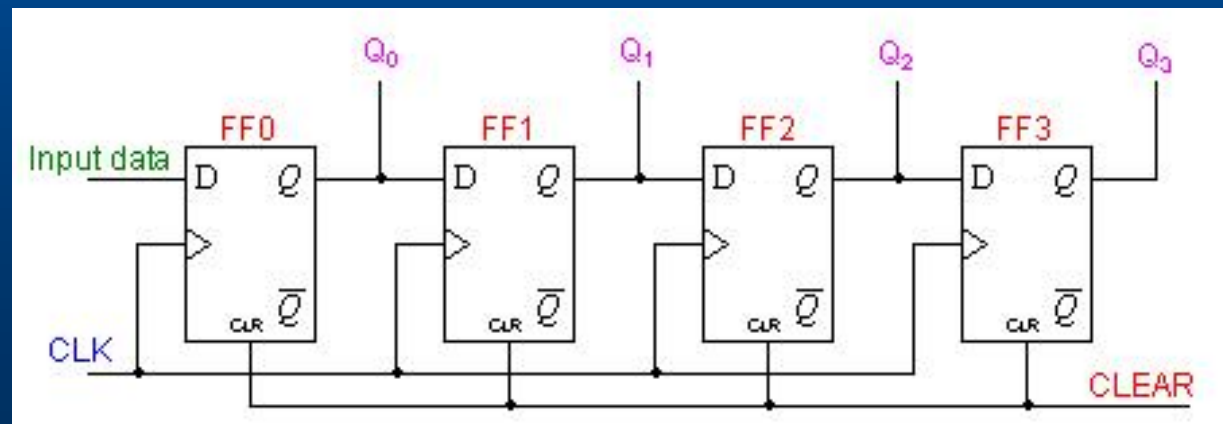 Q₀ Q₁ Q₂ Q₃
FF0 FF1 FF2 FF3
Input data
D Q D Q D Q D Q
CLR Q̅ CLR Q̅ CLR Q̅ CLR Q̅
CLK
CLEAR